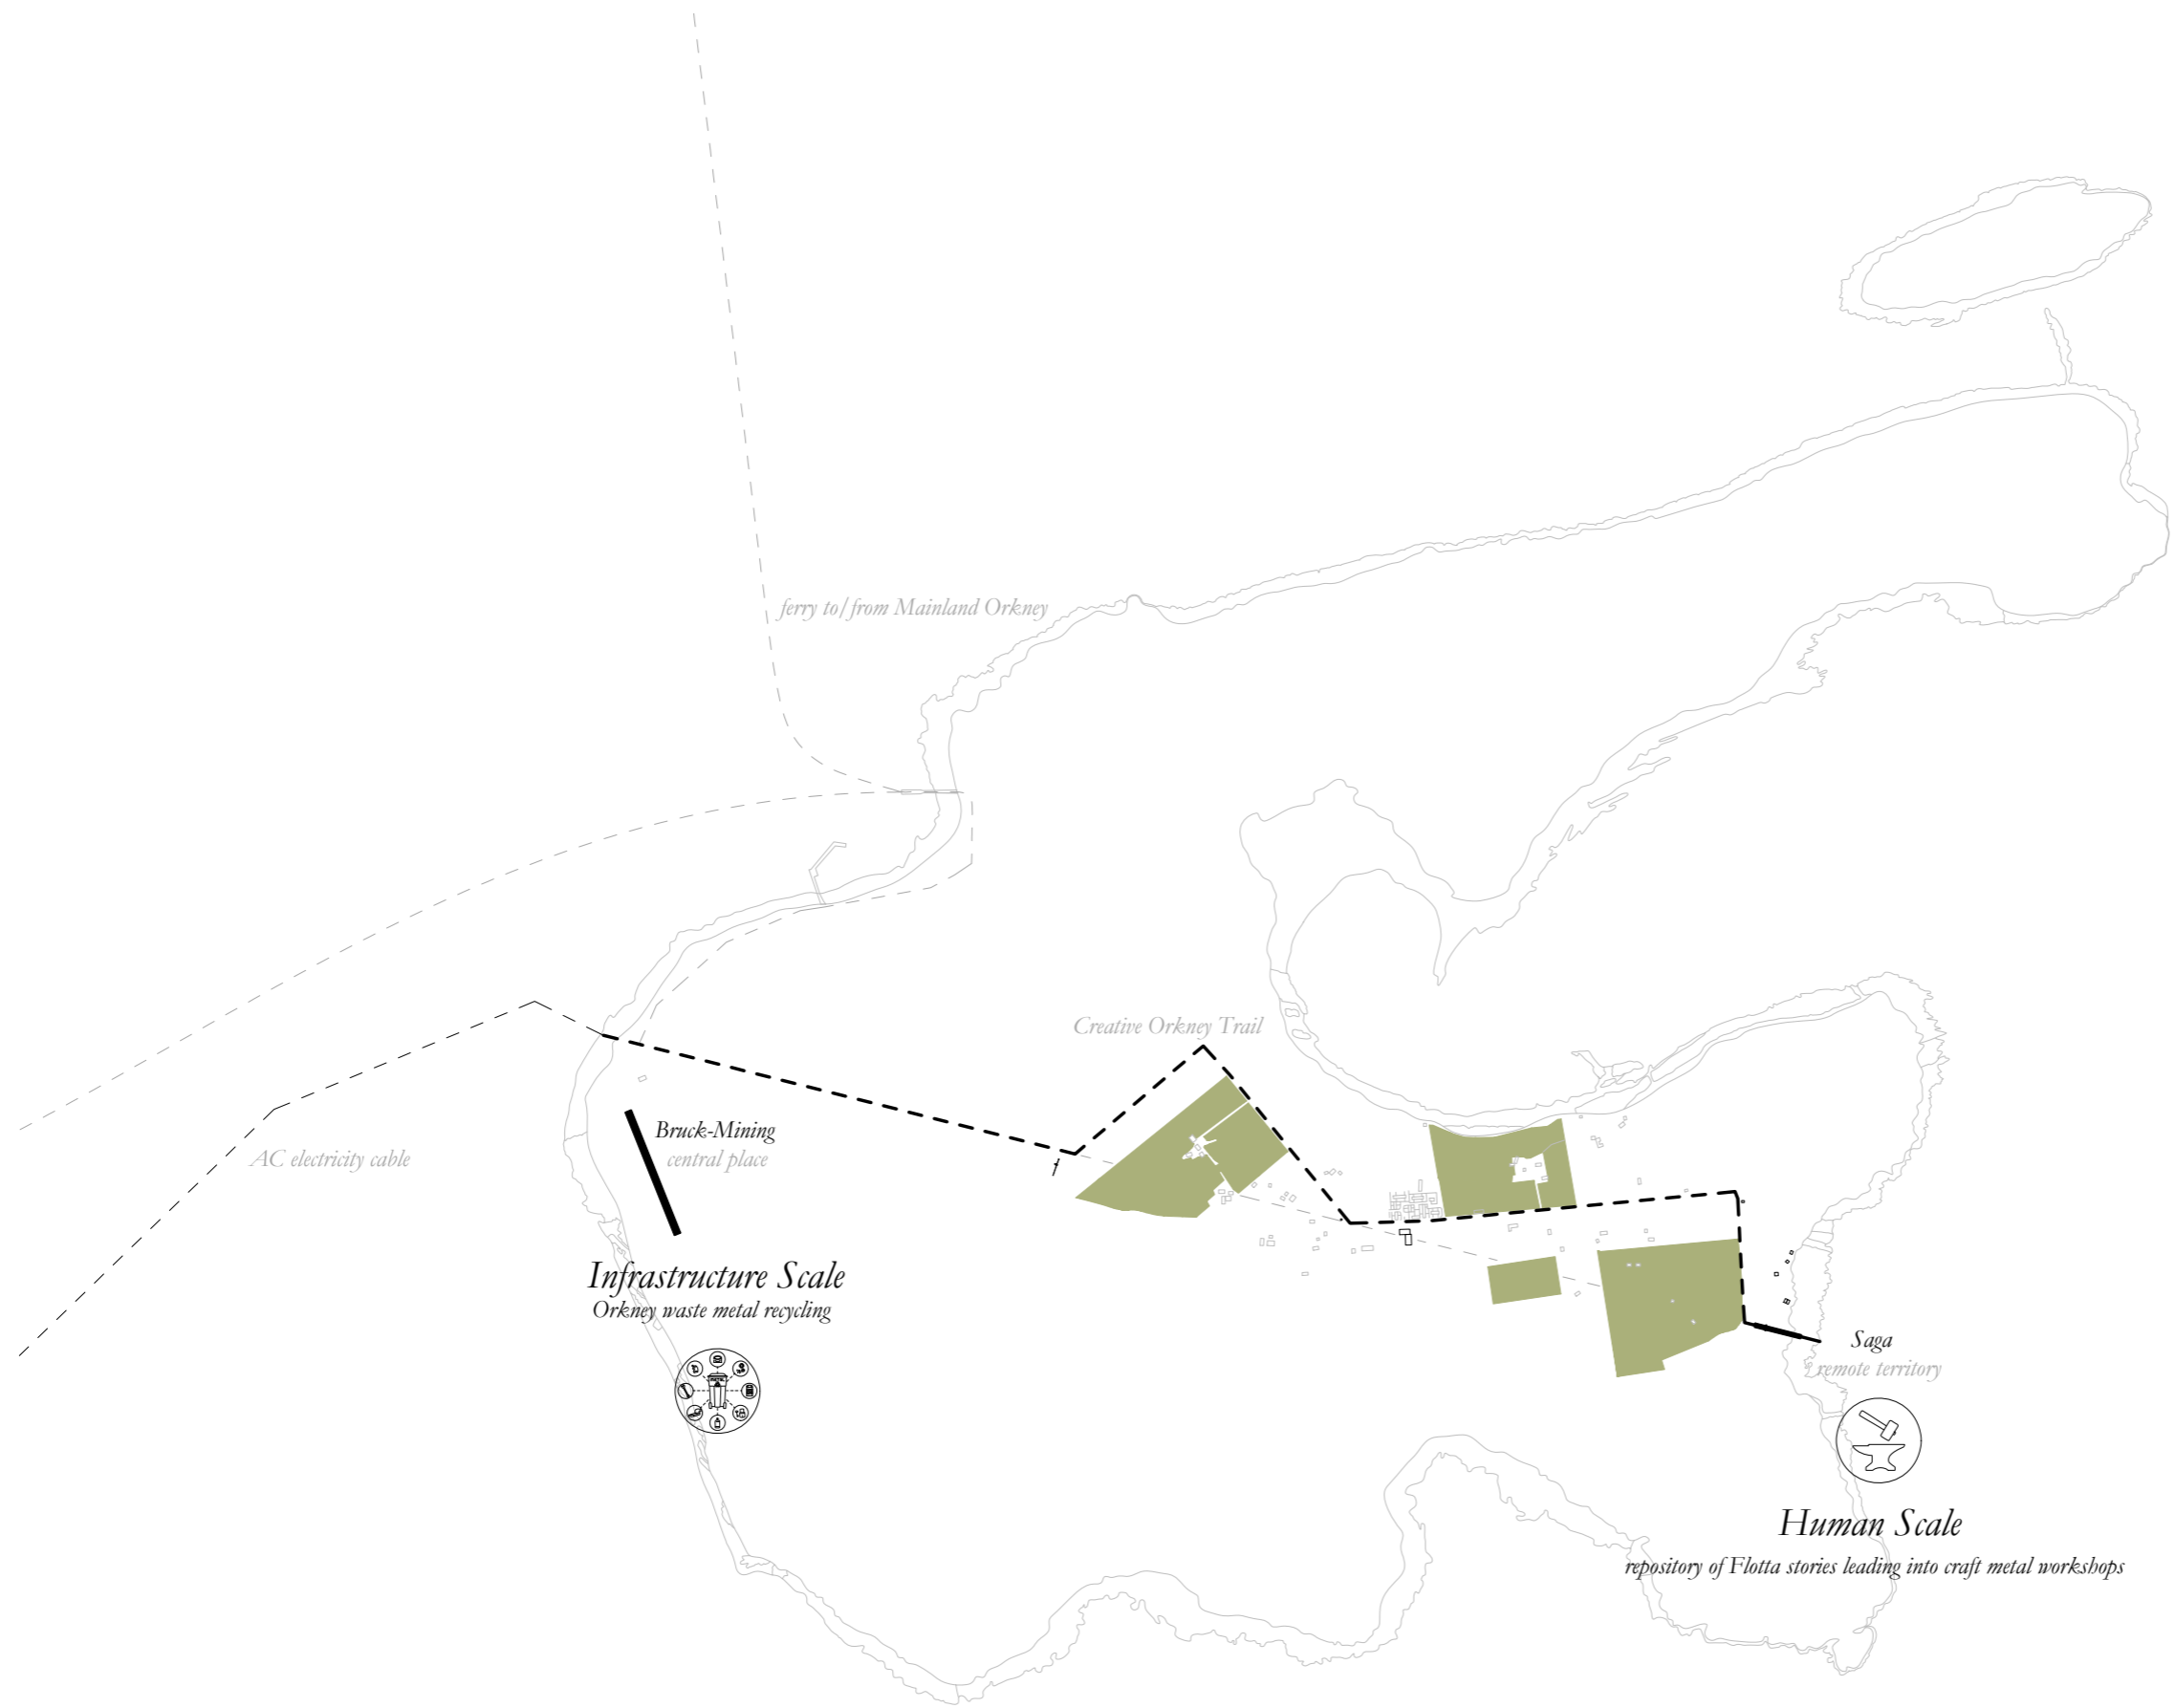 ferry to/from Mainland Orkney
Creative Orkney Trail
Bruck-Mining
central place
AC electricity cable
Infrastructure Scale
Orkney waste metal recycling
Saga
remote territory
Human Scale
repository of Flotta stories leading into craft metal workshops